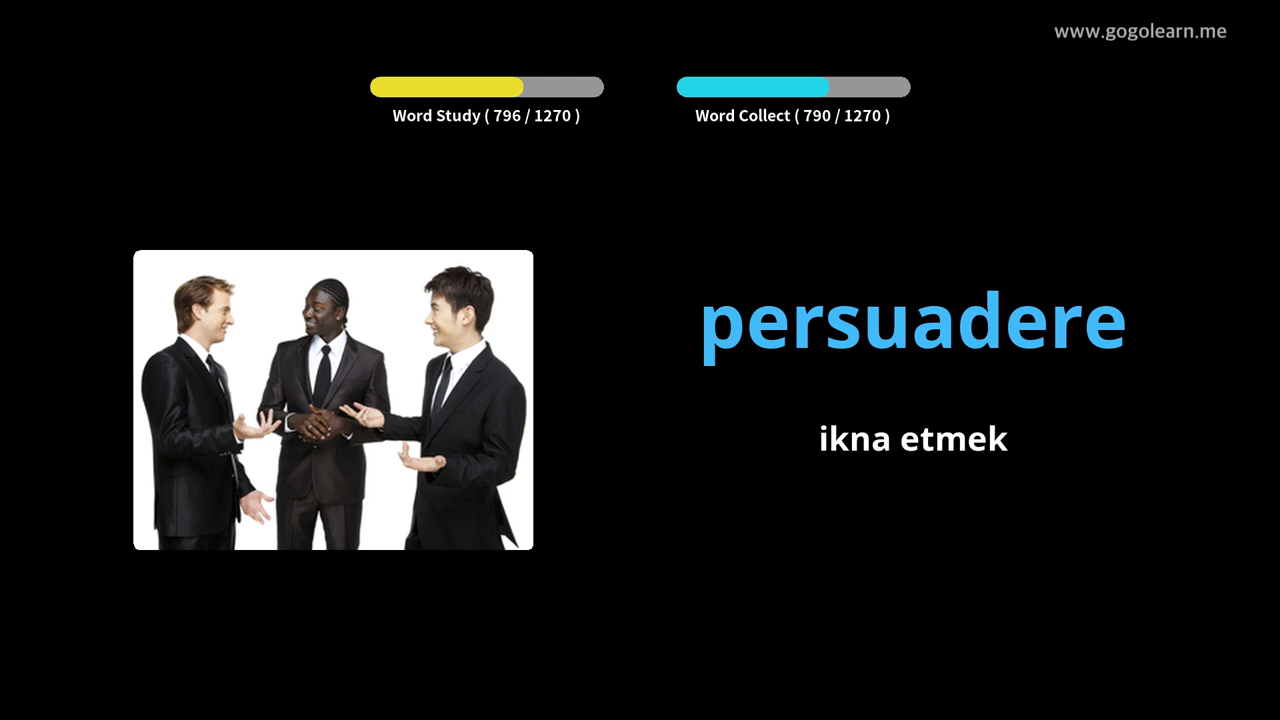 www.gogolearn.me
Word Study ( 796 / 1270 )
Word Collect ( 790 / 1270 )
persuadere
ikna etmek